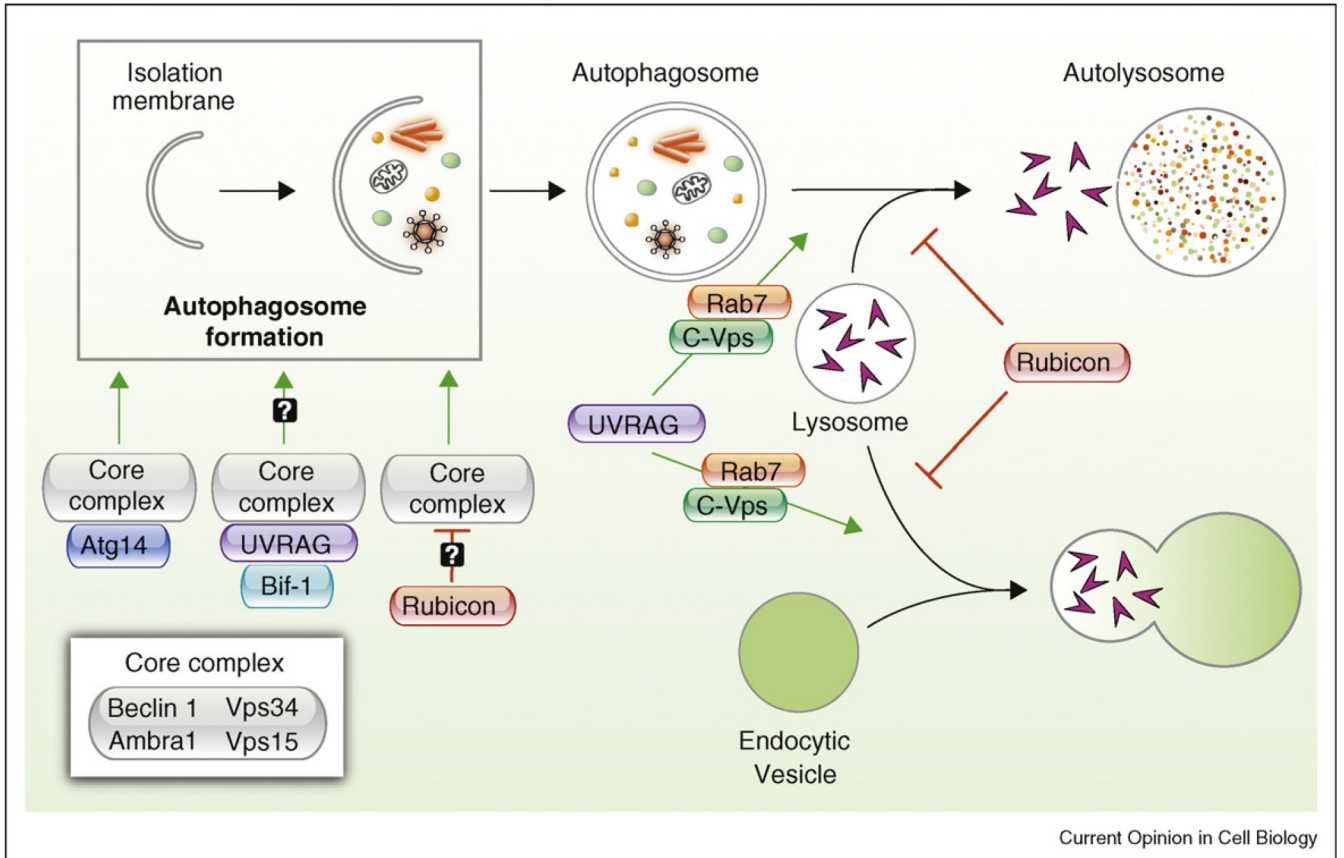 Isolation
membrane
Autophagosome
formation
Autophagosome
Autolysosome
Rab7
C-Vps
UVRAG
Rab7
C-Vps
Lysosome
Rubicon
?
Core
complex
Atg14
Core
complex
UVRAG
Bif-1
Core
complex
?
Rubicon
Core complex
Beclin 1 Vps34
Ambra1 Vps15
Endocytic
Vesicle
Current Opinion in Cell Biology